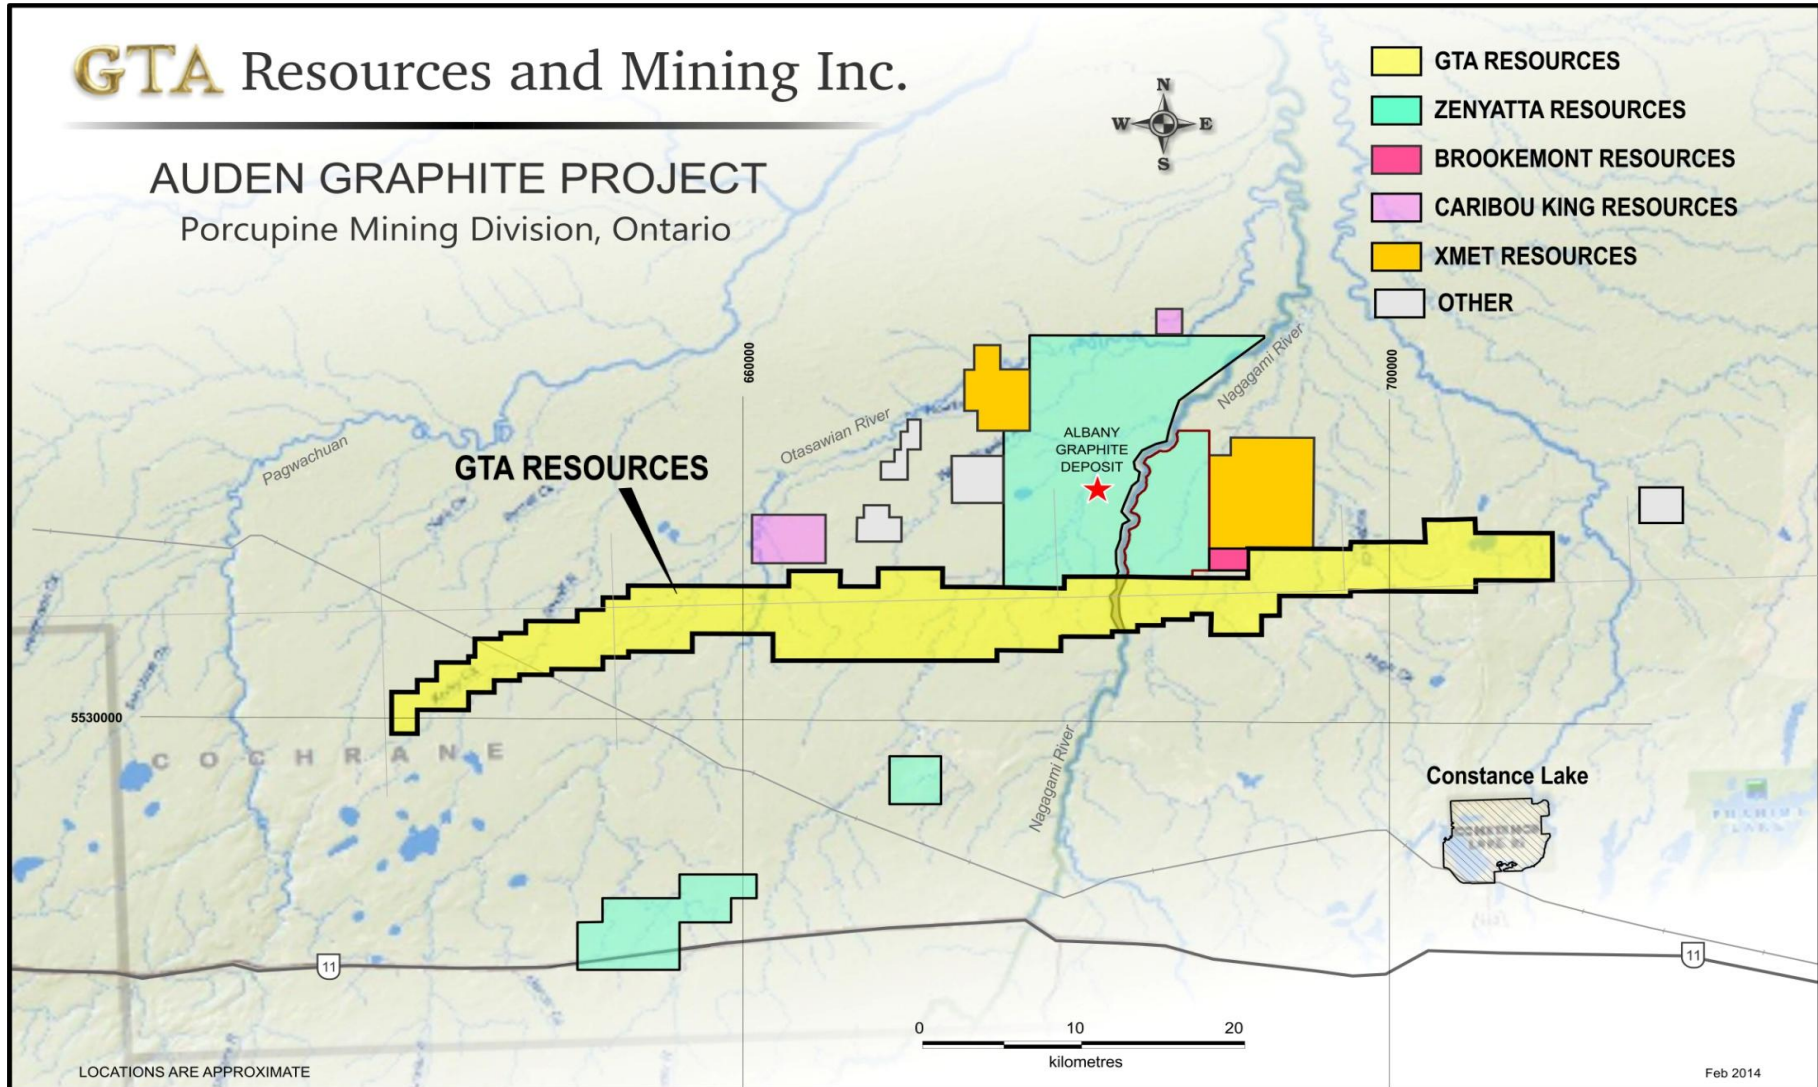 GTA Resources and Mining Inc.
AUDEN GRAPHITE PROJECT
Porcupine Mining Division, Ontario
N
W E
S
GTA RESOURCES
ZENYATTA RESOURCES
BROOKEMONT RESOURCES
CARIBOU KING RESOURCES
XMET RESOURCES
OTHER
660000
700000
Nagagami River
Otasawian River
Pagwachuan
GTA RESOURCES
ALBANY
GRAPHITE
DEPOSIT
5530000
COCHRANE
Nagagami River
Constance Lake
11
11
0 10 20
kilometres
LOCATIONS ARE APPROXIMATE
Feb 2014